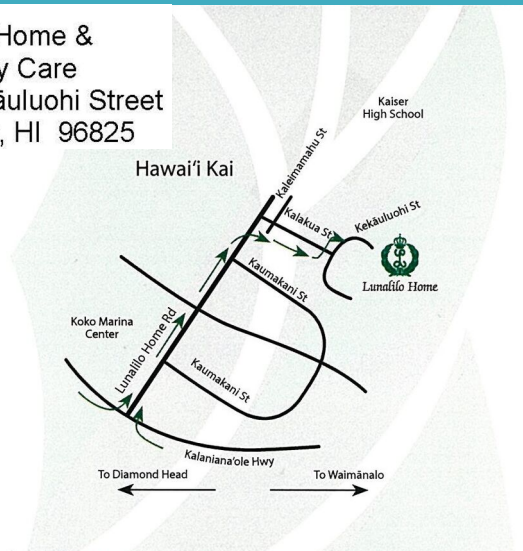 Home &
Care
Street
, HI 96825
Kaiser
High School
Hawai'i Kai
Kaleimamahu St
Kalakua St
Kekāuluohi St
Lunalilo Home
Kaumakani St
Koko Marina
Center
Lunalilo Home Rd
Kaumakani St
Kalaniana'ole Hwy
To Diamond Head
To Waimānalo